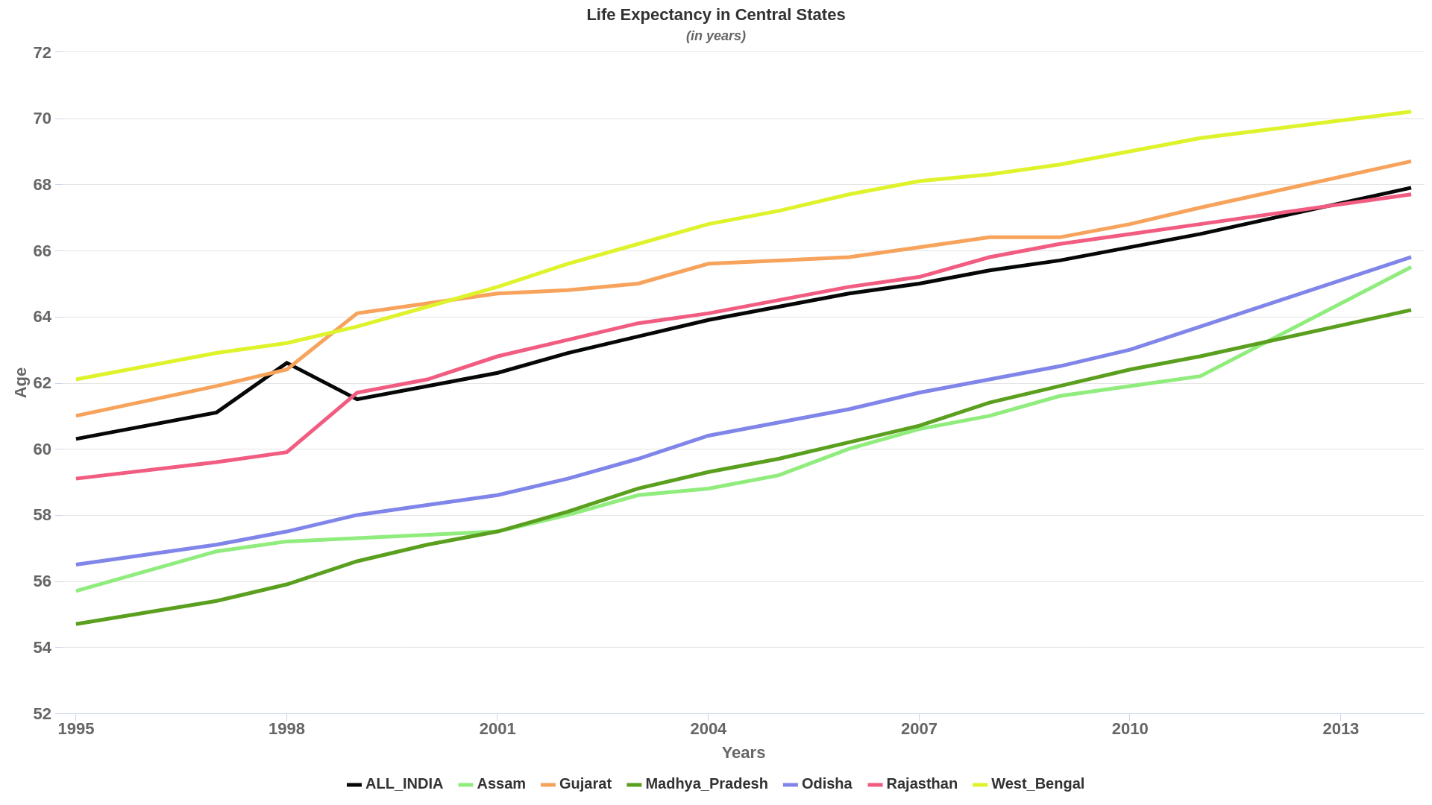 Life Expectancy in Central States
(in years)
72
70
68
66
64
62
60
58
56
54
52
Age
1995 1998 2001 2004 2007 2010 2013
Years
ALL_INDIA Assam Gujarat Madhya_Pradesh Odisha Rajasthan West_Bengal